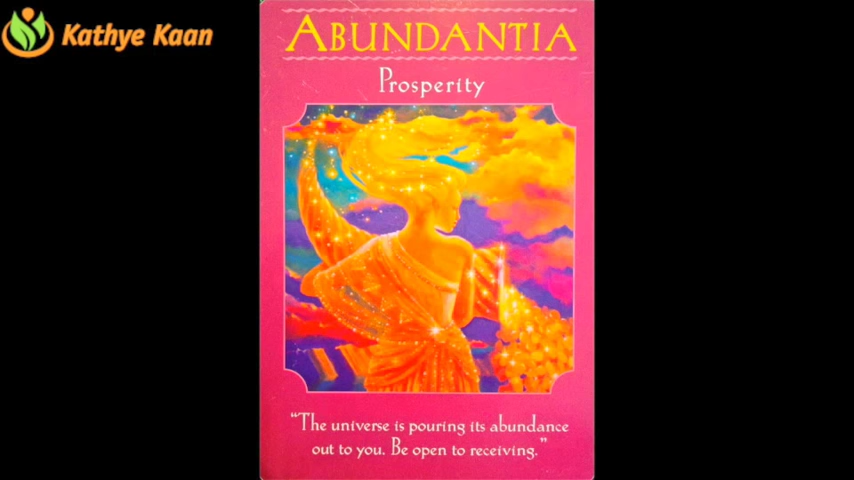 Kathye Kaan
ABUNDANTIA
Prosperity
“The universe is pouring its abundance
out to you. Be open to receiving.”